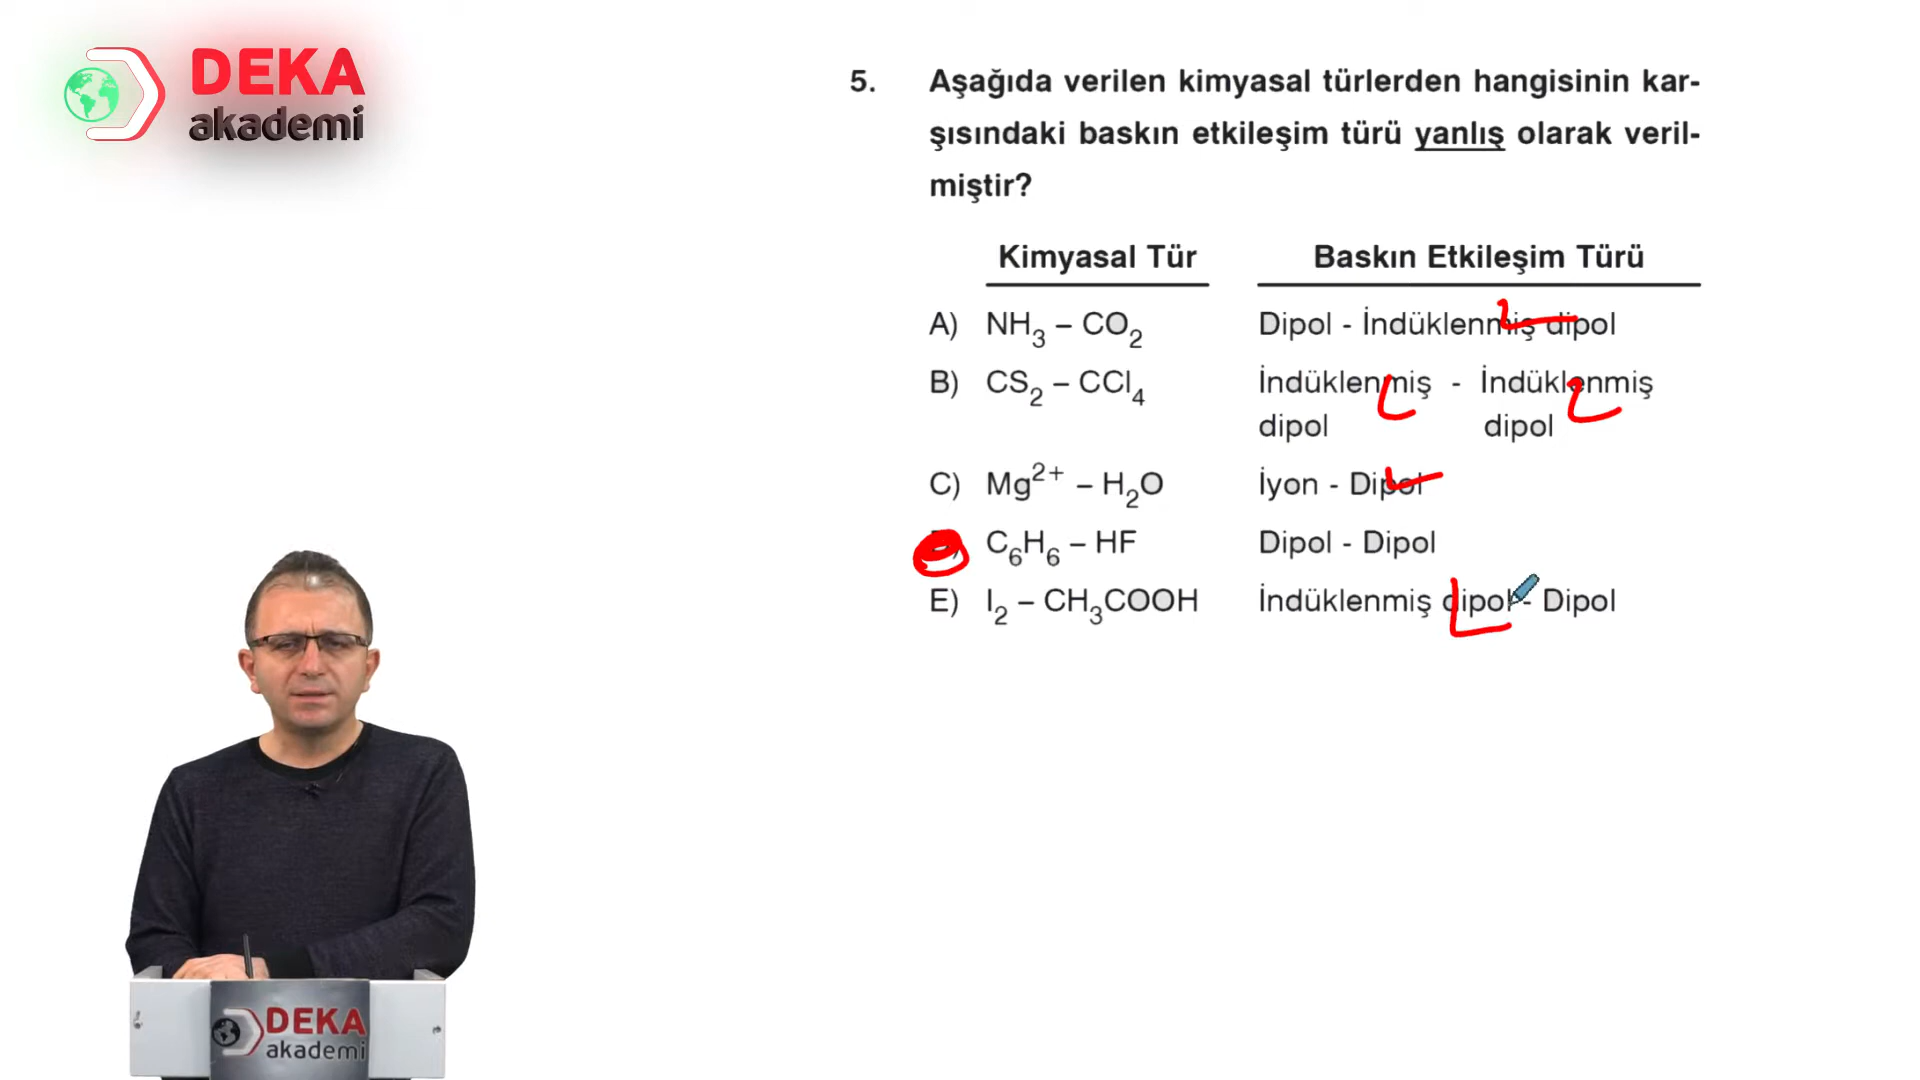 DEKA
akademi
5. Aşağıda verilen kimyasal türlerden hangisinin kar-
şısındaki baskın etkileşim türü yanlış olarak veril-
miştir?
Kimyasal Tür Baskın Etkileşim Türü
A) NH3 – CO2 Dipol - İndüklenmiş dipol
B) CS2 – CCl4 İndüklenmiş - İndüklenmiş
dipol dipol
C) Mg2+ – H2O İyon - Dipol
D) C6H6 – HF Dipol - Dipol
E) I2 – CH3COOH İndüklenmiş dipol - Dipol
DEKA
akademi